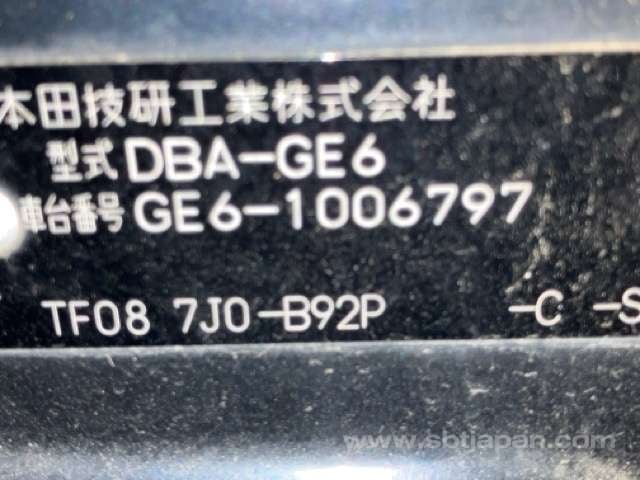 本田技研工業株式会社
型式 DBA-GE6
車台番号 GE6-1006797
TF08 7J0-B92P -C -S
www.sbtjapan.com